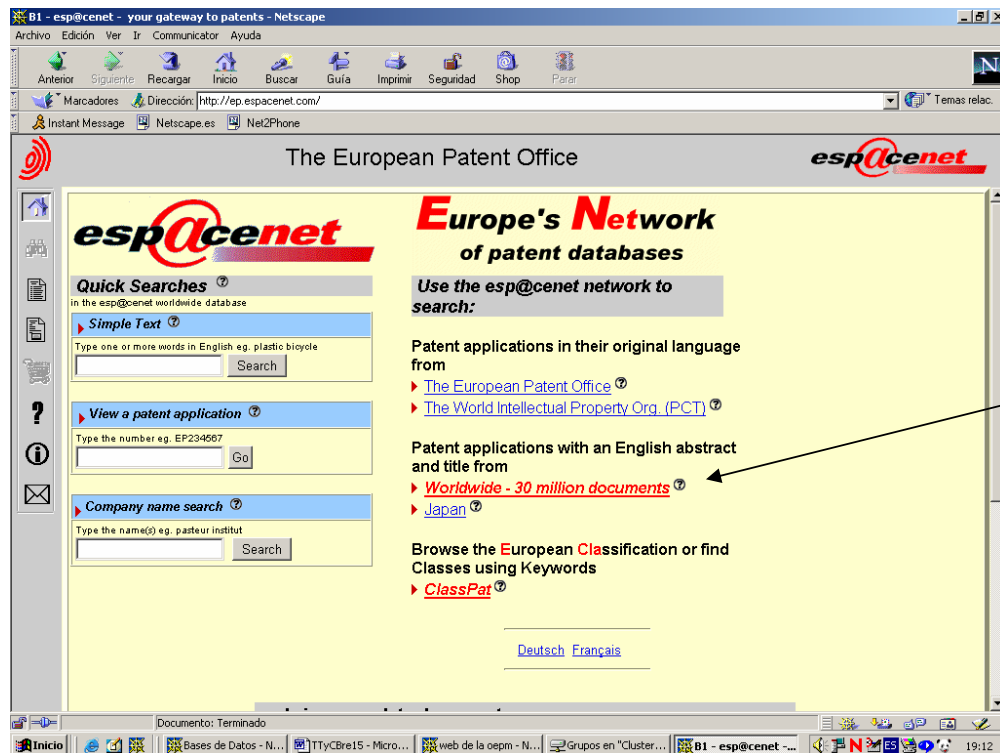 B1 - esp@cenet - your gateway to patents - Netscape
Archivo Edición Ver Ir Communicator Ayuda
Anterior Siguiente Recargar Inicio Buscar Guía Imprimir Seguridad Shop Parar
N
Marcadores Dirección: http://ep.espacenet.com/ Temas relac.
Instant Message Netscape.es Net2Phone
The European Patent Office
esp@cenet
esp@cenet
Europe's Network
of patent databases
Quick Searches ?
in the esp@cenet worldwide database
Simple Text ?
Type one or more words in English eg. plastic bicycle
Search
View a patent application ?
Type the number eg. EP234567
Go
Company name search ?
Type the name(s) eg. pasteur institut
Search
Use the esp@cenet network to
search:
Patent applications in their original language
from
The European Patent Office ?
The World Intellectual Property Org. (PCT) ?
Patent applications with an English abstract
and title from
Worldwide - 30 million documents ?
Japan ?
Browse the European Classification or find
Classes using Keywords
ClassPat ?
Deutsch Français
Documento: Terminado
Inicio Bases de Datos - N... TTyCBre15 - Micro... web de la oepm - N... Grupos en "Cluster... B1 - esp@cenet -... ES 19:12